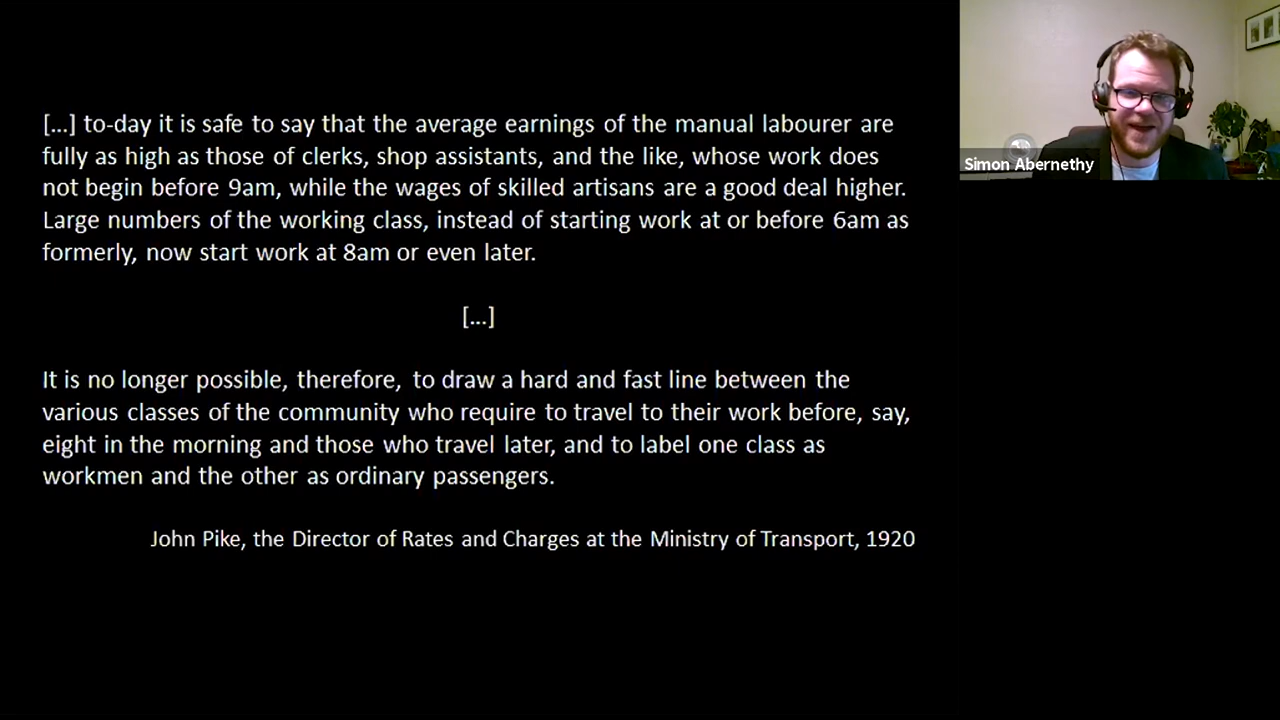 […] to-day it is safe to say that the average earnings of the manual labourer are
fully as high as those of clerks, shop assistants, and the like, whose work does
not begin before 9am, while the wages of skilled artisans are a good deal higher.
Large numbers of the working class, instead of starting work at or before 6am as
formerly, now start work at 8am or even later.
[…]
It is no longer possible, therefore, to draw a hard and fast line between the
various classes of the community who require to travel to their work before, say,
eight in the morning and those who travel later, and to label one class as
workmen and the other as ordinary passengers.
John Pike, the Director of Rates and Charges at the Ministry of Transport, 1920
Simon Abernethy